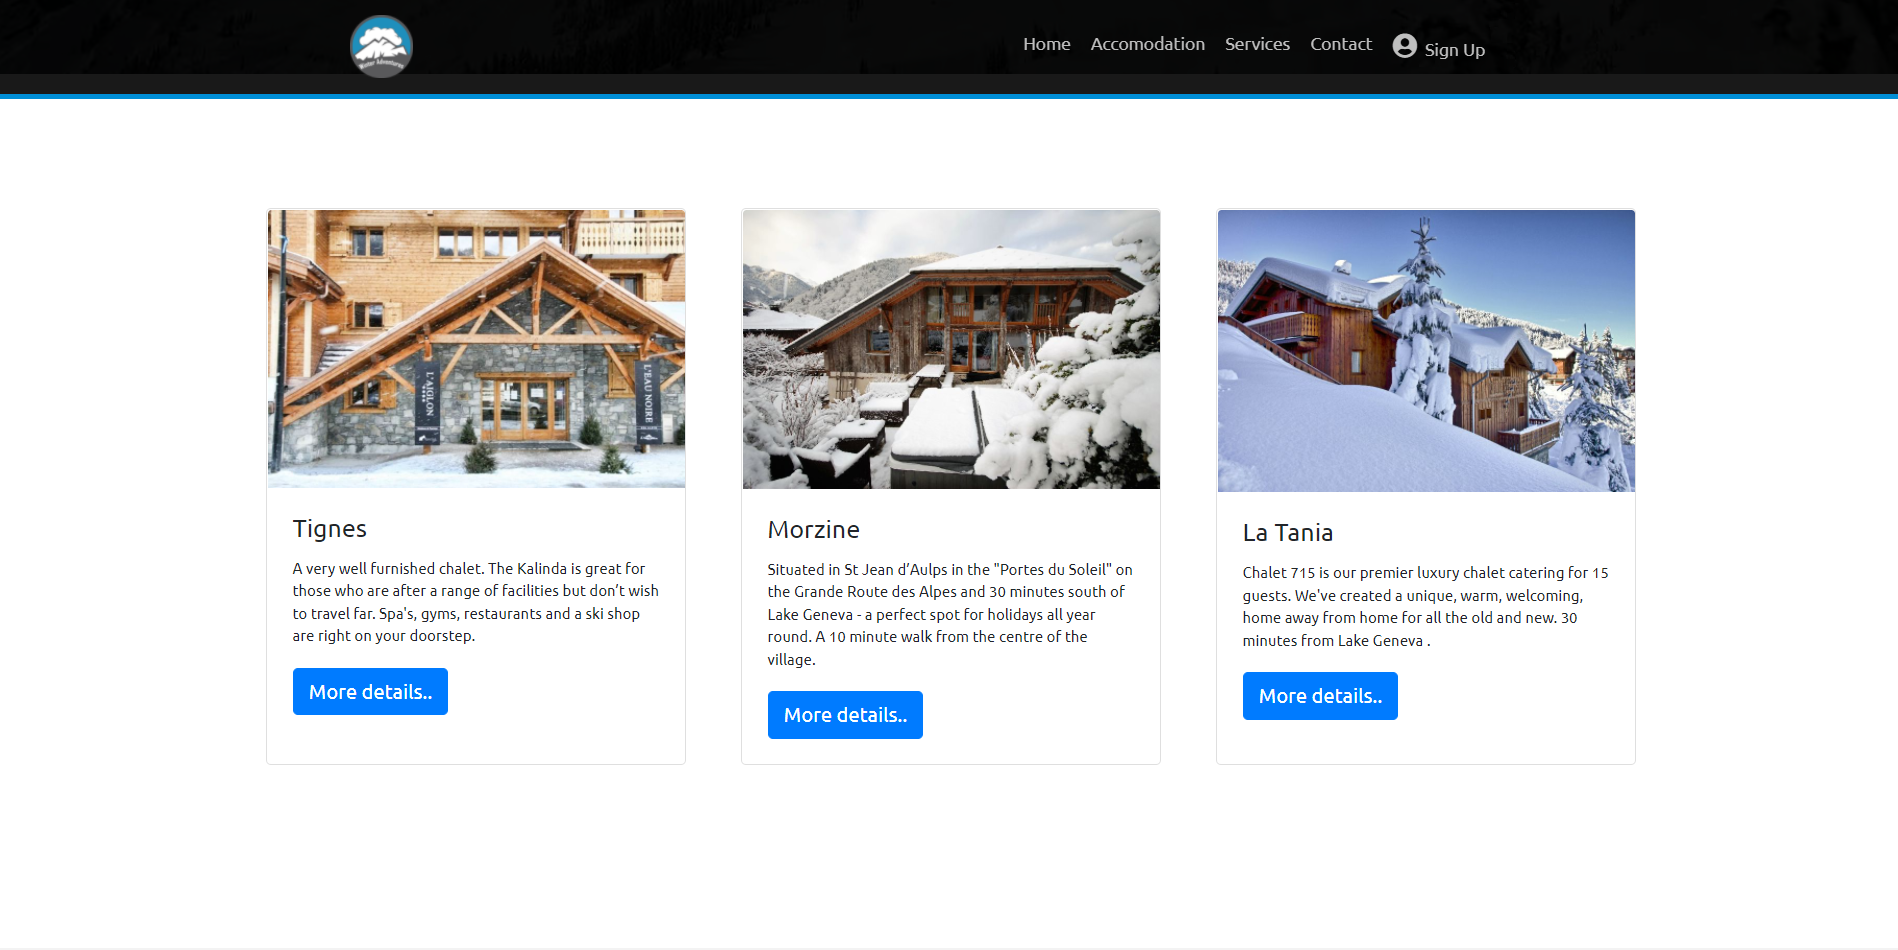 Winter Adventures
Home Accomodation Services Contact Sign Up
L'AIGLON
L'EAU NOIRE
Tignes
A very well furnished chalet. The Kalinda is great for
those who are after a range of facilities but don’t wish
to travel far. Spa's, gyms, restaurants and a ski shop
are right on your doorstep.
More details..
Morzine
Situated in St Jean d’Aulps in the "Portes du Soleil" on
the Grande Route des Alpes and 30 minutes south of
Lake Geneva - a perfect spot for holidays all year
round. A 10 minute walk from the centre of the
village.
More details..
La Tania
Chalet 715 is our premier luxury chalet catering for 15
guests. We've created a unique, warm, welcoming,
home away from home for all the old and new. 30
minutes from Lake Geneva .
More details..